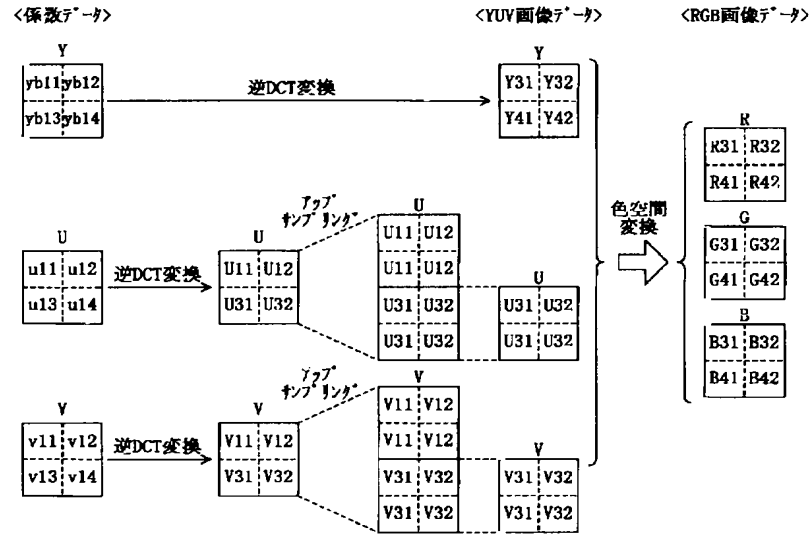 <係数データ>
<YUV画像データ>
<RGB画像データ>
Y
yb11 yb12
yb13 yb14
逆DCT変換
Y
Y31 Y32
Y41 Y42
R
R31 R32
R41 R42
G
G31 G32
G41 G42
B
B31 B32
B41 B42
色空間
変換
U
u11 u12
u13 u14
逆DCT変換
U
U11 U12
U31 U32
アップ
サンプリング
U
U11 U12
U11 U12
U31 U32
U31 U32
U
U31 U32
U31 U32
V
v11 v12
v13 v14
逆DCT変換
V
V11 V12
V31 V32
アップ
サンプリング
V
V11 V12
V11 V12
V31 V32
V31 V32
V
V31 V32
V31 V32